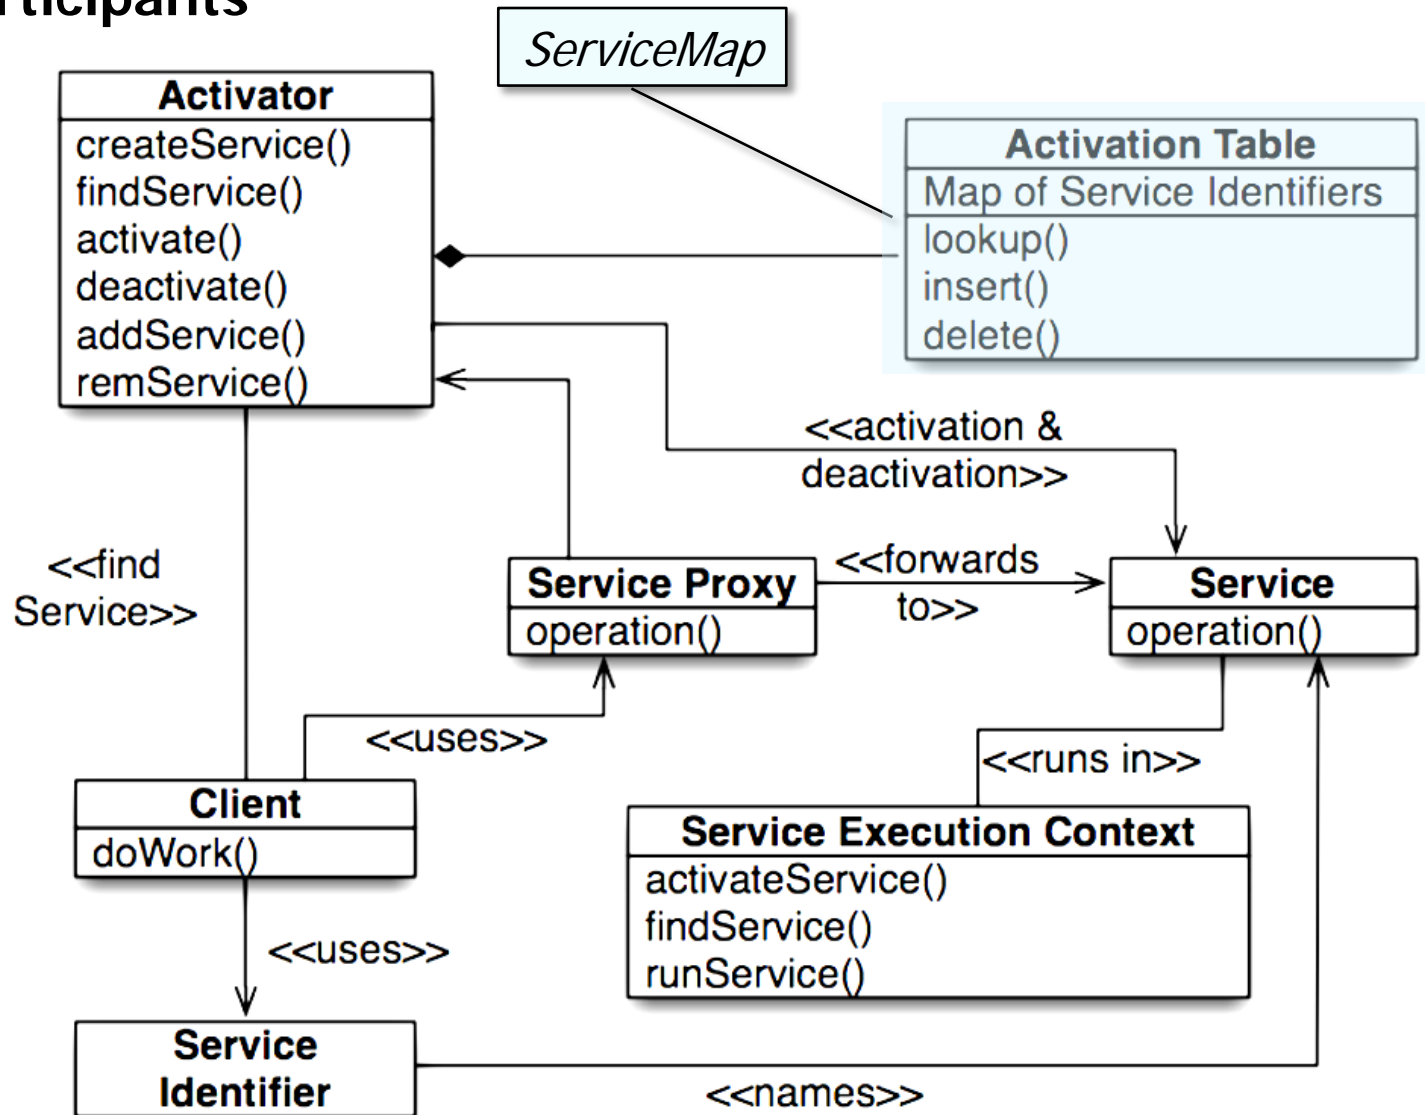 rticipants
ServiceMap
Activator
createService()
findService()
activate()
deactivate()
addService()
remService()
Activation Table
Map of Service Identifiers
lookup()
insert()
delete()
<<activation &
deactivation>>
<<find
Service>>
Service Proxy
operation()
<<forwards
to>>
Service
operation()
<<uses>>
<<runs in>>
Client
doWork()
Service Execution Context
activateService()
findService()
runService()
<<uses>>
Service
Identifier
<<names>>